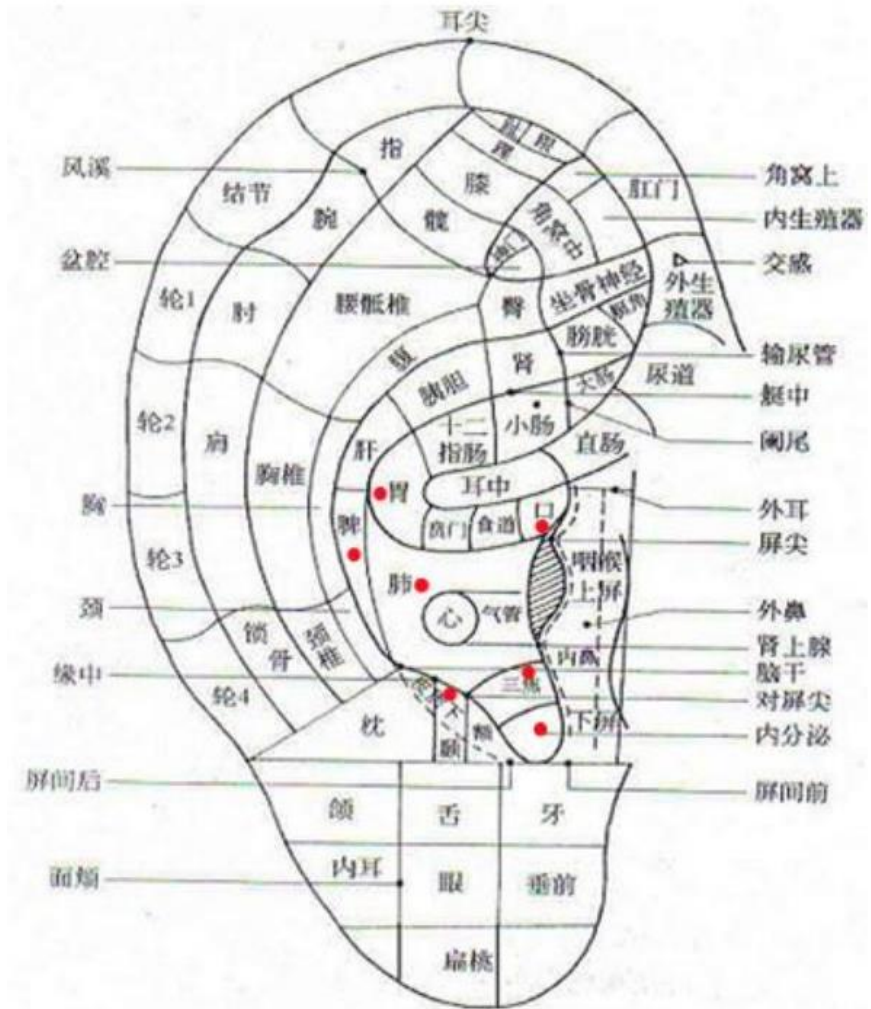 耳尖
风溪
指
结节
腕
盆腔
轮1
肘
腰骶椎
髋
膝
踝
趾
跟
角窝中
角窝上
肛门
内生殖器
交感
外生
殖器
坐骨神经
臀
艇角
膀胱
输尿管
腹
肾
大肠
尿道
艇中
胰胆
十二
指肠
小肠
阑尾
轮2
肩
胸椎
肝
直肠
耳中
胃
贲门
食道
口
外耳
屏尖
胸
脾
轮3
咽喉
上屏
肺
心
气管
外鼻
颈
肾上腺
锁
骨
颈椎
内鼻
脑干
缘中
轮4
三焦
对屏尖
枕
下
颞
额
下屏
内分泌
屏间后
屏间前
颌
舌
牙
面颊
内耳
眼
垂前
扁桃